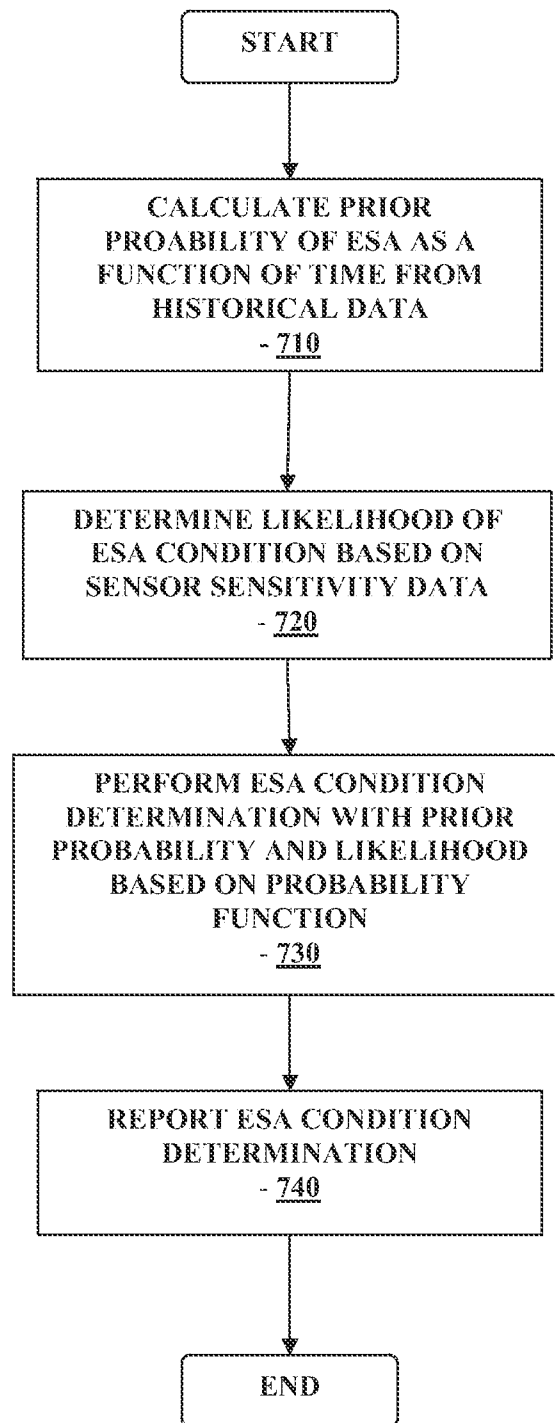 START
CALCULATE PRIOR
PROABILITY OF ESA AS A
FUNCTION OF TIME FROM
HISTORICAL DATA
- 710
DETERMINE LIKELIHOOD OF
ESA CONDITION BASED ON
SENSOR SENSITIVITY DATA
- 720
PERFORM ESA CONDITION
DETERMINATION WITH PRIOR
PROBABILITY AND LIKELIHOOD
BASED ON PROBABILITY
FUNCTION
- 730
REPORT ESA CONDITION
DETERMINATION
- 740
END